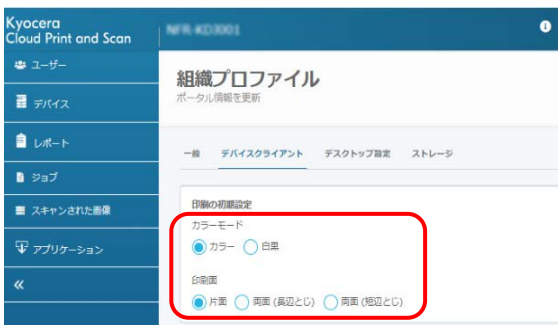 Kyocera
Cloud Print and Scan
ユーザー
デバイス
レポート
ジョブ
スキャンされた画像
アプリケーション
«
組織プロファイル
ポータル情報を更新
一般 デバイスクライアント デスクトップ設定 ストレージ
印刷の初期設定
カラーモード
カラー 白黒
印刷面
片面 両面 (長辺とじ) 両面 (短辺とじ)